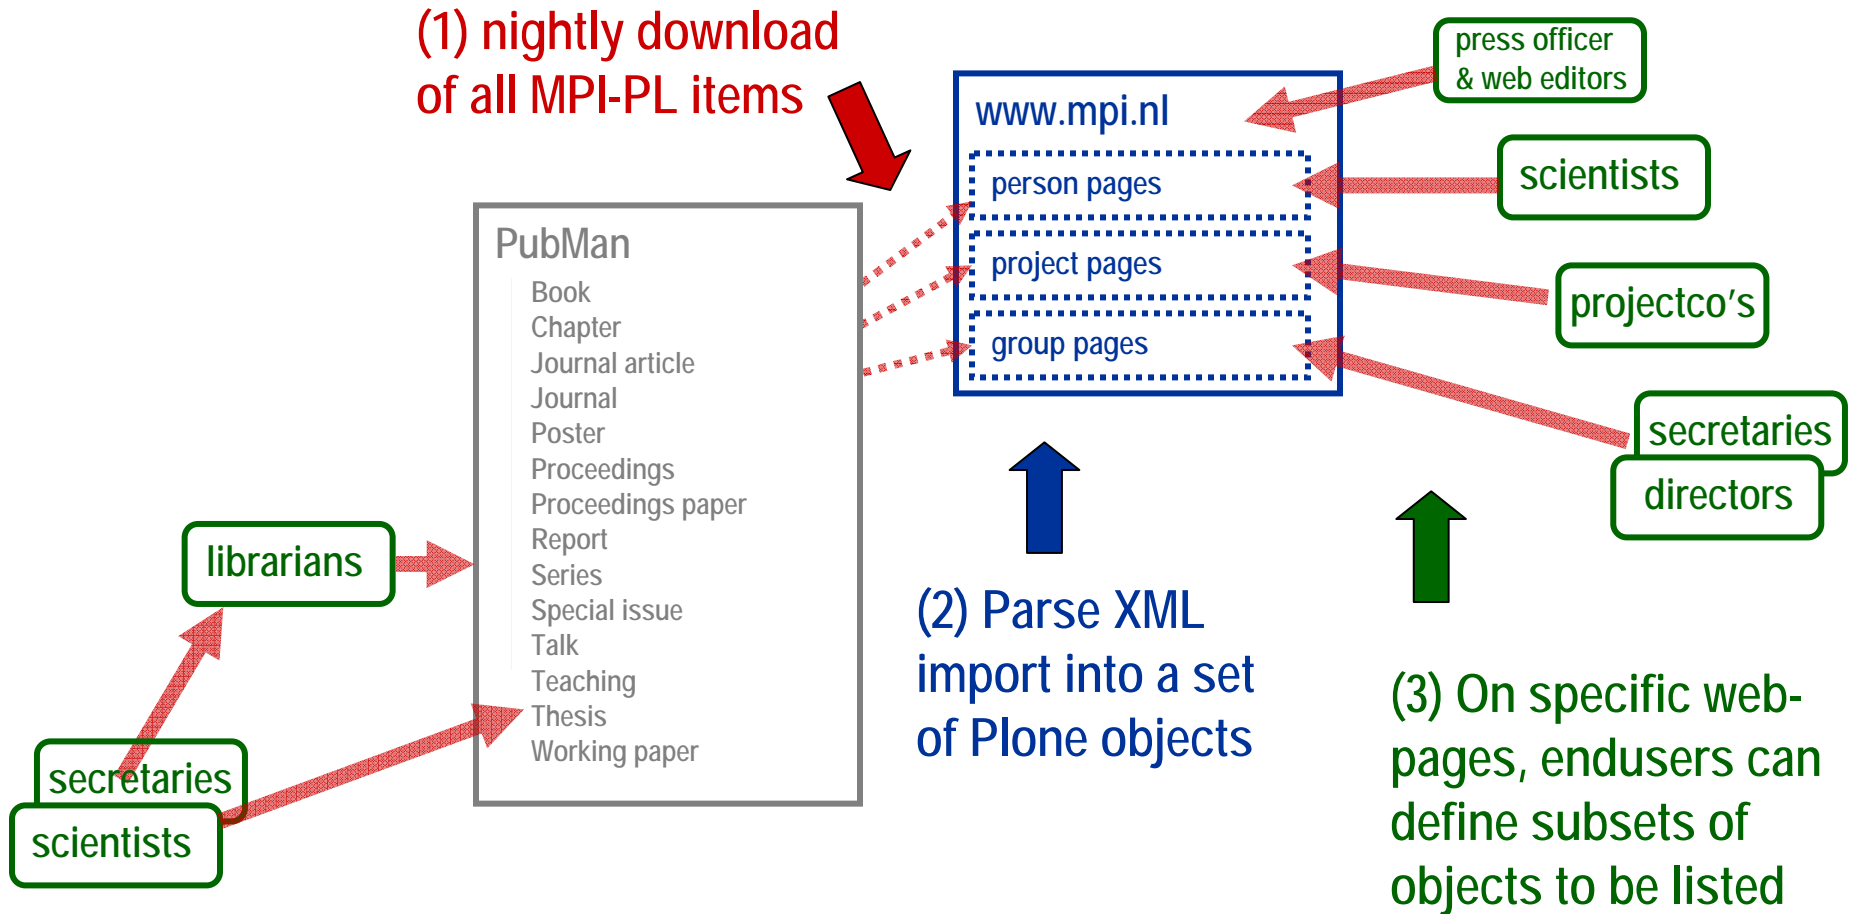 (1) nightly download
of all MPI-PL items
press officer
& web editors
www.mpi.nl
person pages
project pages
group pages
scientists
projectco's
secretaries
directors
PubMan
Book
Chapter
Journal article
Journal
Poster
Proceedings
Proceedings paper
Report
Series
Special issue
Talk
Teaching
Thesis
Working paper
librarians
secretaries
scientists
(2) Parse XML
import into a set
of Plone objects
(3) On specific web-
pages, endusers can
define subsets of
objects to be listed